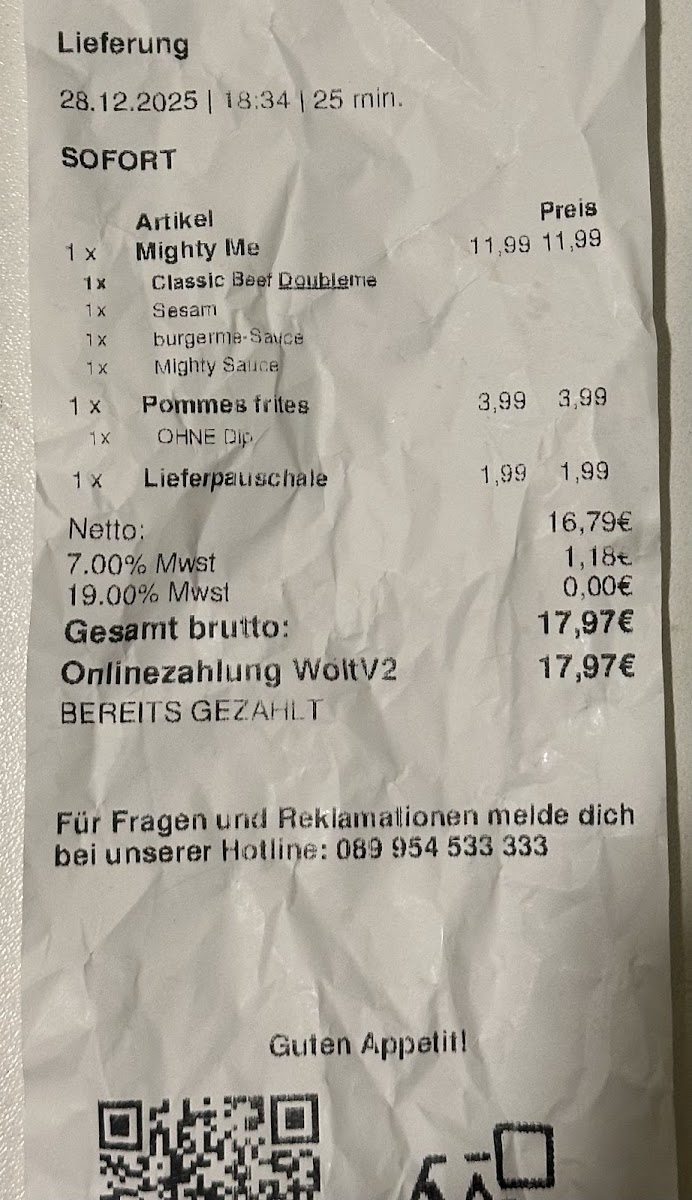 Lieferung
28.12.2025 | 18:34 | 25 min.
SOFORT
Artikel Preis
1 x Mighty Me 11,99 11,99
1x Classic Beef Doubleme
1x Sesam
1x burgerme-Sauce
1x Mighty Sauce
1 x Pommes frites 3,99 3,99
1x OHNE Dip
1 x Lieferpauschale 1,99 1,99
Netto: 16,79€
7.00% Mwst 1,18€
19.00% Mwst 0,00€
Gesamt brutto: 17,97€
Onlinezahlung WoltV2 17,97€
BEREITS GEZAHLT
Für Fragen und Reklamationen melde dich
bei unserer Hotline: 089 954 533 333
Guten Appetit!